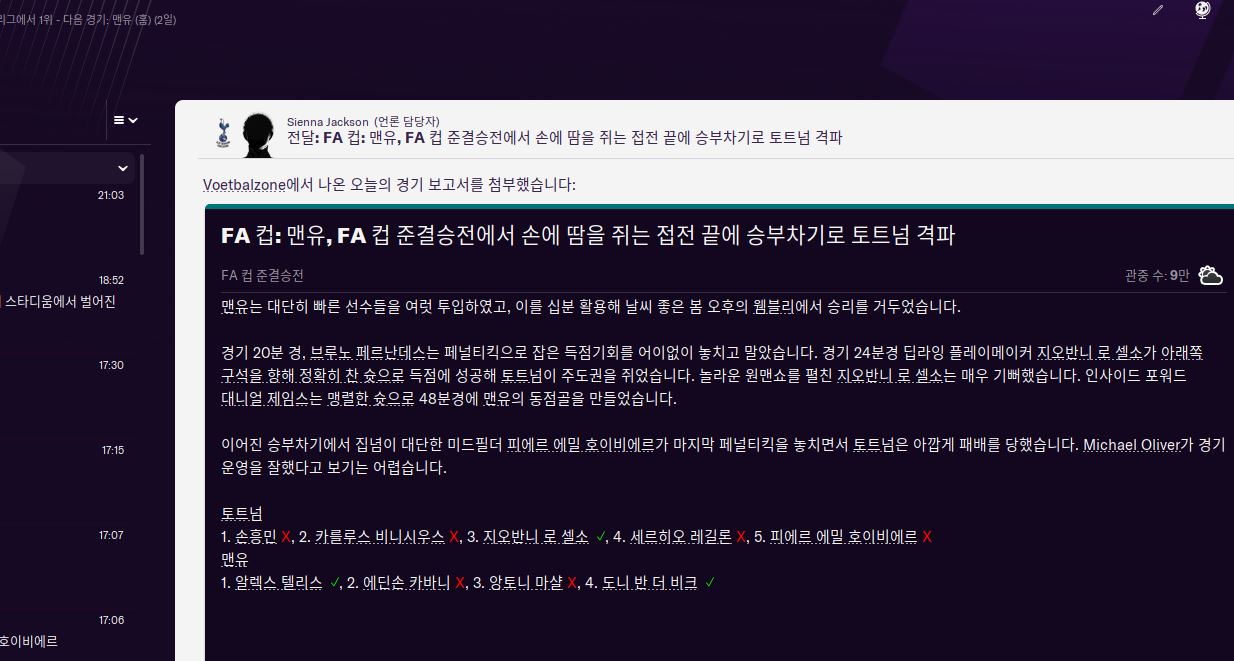 리그에서 1위 - 다음 경기: 맨유 (홈) (2일)
Sienna Jackson (언론 담당자)
전달: FA 컵: 맨유, FA 컵 준결승전에서 손에 땀을 쥐는 접전 끝에 승부차기로 토트넘 격파
21:03
Voetbalzone에서 나온 오늘의 경기 보고서를 첨부했습니다:
FA 컵: 맨유, FA 컵 준결승전에서 손에 땀을 쥐는 접전 끝에 승부차기로 토트넘 격파
18:52
FA 컵 준결승전
관중 수: 9만
스타디움에서 벌어진
맨유는 대단히 빠른 선수들을 여럿 투입하였고, 이를 십분 활용해 날씨 좋은 봄 오후의 웸블리에서 승리를 거두었습니다.
17:30
경기 20분 경, 브루노 페르난데스는 페널티킥으로 잡은 득점기회를 어이없이 놓치고 말았습니다. 경기 24분경 딥라잉 플레이메이커 지오반니 로 셀소가 아래쪽
구석을 향해 정확히 찬 슛으로 득점에 성공해 토트넘이 주도권을 쥐었습니다. 놀라운 원맨쇼를 펼친 지오반니 로 셀소는 매우 기뻐했습니다. 인사이드 포워드
대니얼 제임스는 맹렬한 슛으로 48분경에 맨유의 동점골을 만들었습니다.
17:15
이어진 승부차기에서 집념이 대단한 미드필더 피에르 에밀 호이비에르가 마지막 페널티킥을 놓치면서 토트넘은 아깝게 패배를 당했습니다. Michael Oliver가 경기
운영을 잘했다고 보기는 어렵습니다.
토트넘
17:07
1. 손흥민 X, 2. 카를루스 비니시우스 X, 3. 지오반니 로 셀소 ✓, 4. 세르히오 레길론 X, 5. 피에르 에밀 호이비에르 X
맨유
1. 알렉스 텔리스 ✓, 2. 에딘손 카바니 X, 3. 앙토니 마샬 X, 4. 도니 반 더 비크 ✓
17:06
호이비에르